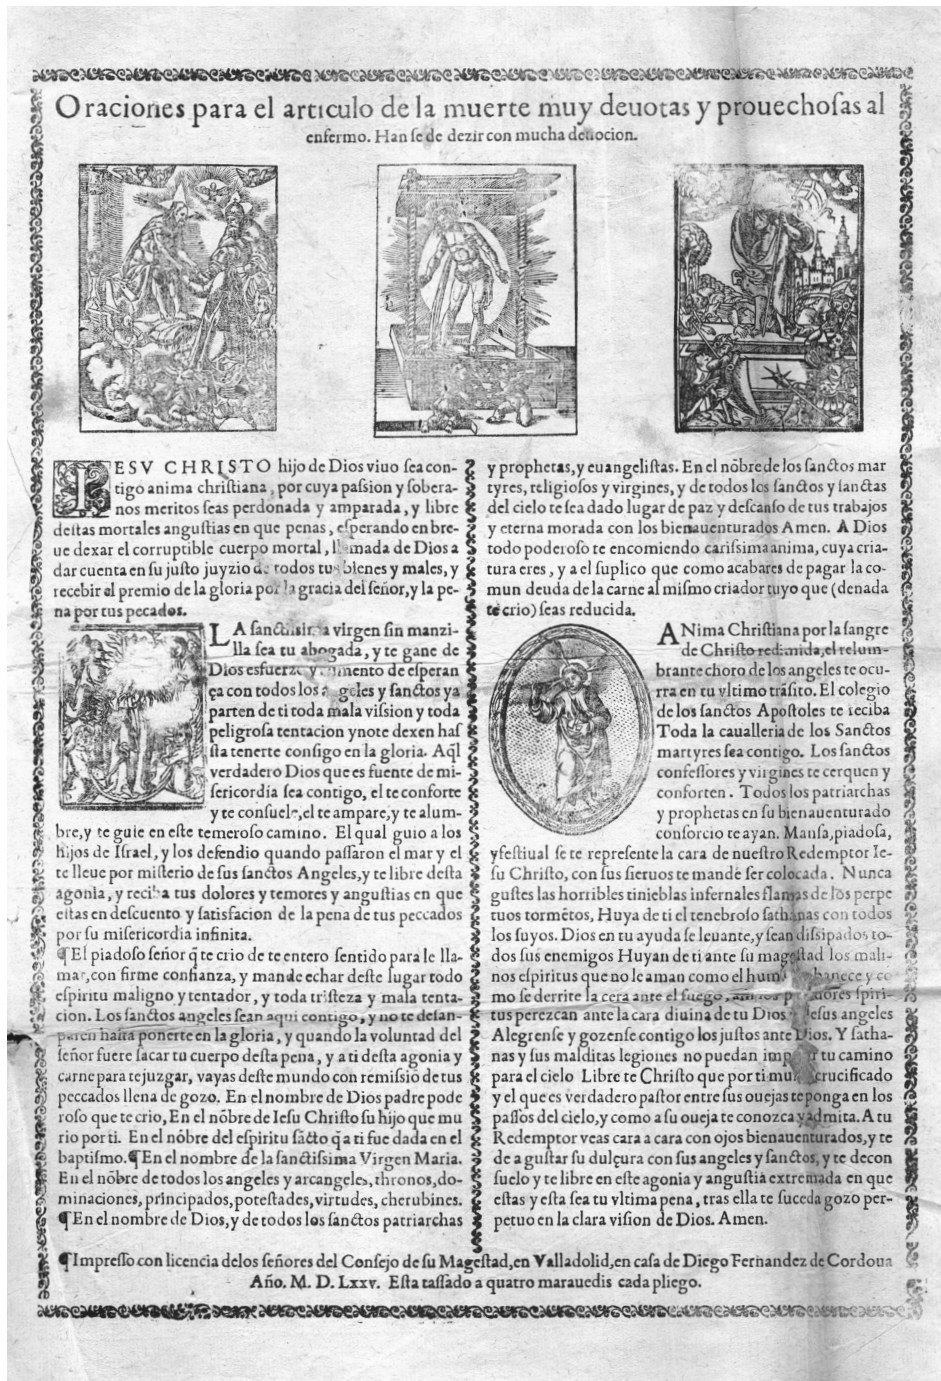 Oraciones para el articulo de la muerte muy deuotas y prouechosas al
enfermo. Han se de dezir con mucha deuocion.
IESV CHRISTO hijo de Dios viuo sea con-
tigo anima christiana, por cuya passion y sobera-
nos meritos seas perdonada y amparada, y libre
destas mortales angustias en que penas, esperando en bre-
ue dexar el corruptible cuerpo mortal, llamada de Dios a
dar cuenta en su justo juyzio de todos tus bienes y males, y
recebir el premio de la gloria por la gracia del señor, y la pe-
na por tus pecados.
LA sanctissima virgen sin manzi-
lla sea tu abogada, y te gane de
Dios esfuerzo y aumento de esperan
ça con todos los angeles y sanctos ya
parten de ti toda mala vission y toda
peligrosa tentacion y note dexen has
sta tenerte consigo en la gloria. Aq̃l
verdadero Dios que es fuente de mi-
sericordia sea contigo, el te conforte
y te consuele, el te ampare, y te alum-
bre, y te guie en este temeroso camino. El qual guio a los
hijos de Israel, y los defendio quando passaron el mar y el
te lleue por misterio de sus sanctos Angeles, y te libre desta
agonia, y reciba tus dolores y temores y angustias en que
estas en descuento y satisfacion de la pena de tus peccados
por su misericordia infinita.
¶ El piadoso señor q̃ te crio de te entero sentido para le lla-
mar, con firme confianza, y mande echar deste lugar todo
espiritu maligno y tentador, y toda tristeza y mala tenta-
cion. Los sanctos angeles sean aqui contigo, y no te desan-
paren hasta ponerte en la gloria, y quando la voluntad del
señor fuere sacar tu cuerpo desta pena, y a ti desta agonia y
carne para te juzgar, vayas deste mundo con remissiõ de tus
peccados llena de gozo. En el nombre de Dios padre pode
roso que te crio, En el nõbre de Iesu Christo su hijo que mu
rio por ti. En el nõbre del espiritu sãcto q̃ a ti fue dada en el
baptismo. ¶ En el nombre de la sanctissima Virgen Maria.
En el nõbre de todos los angeles y arcangeles, thronos, do-
minaciones, principados, potestades, virtudes, cherubines.
¶ En el nombre de Dios, y de todos los sanctos patriarchas
y prophetas, y euangelistas. En el nõbre de los sanctos mar
tyres, religiosos y virgines, y de todos los sanctos y sanctas
del cielo te sea dado lugar de paz y descanso de tus trabajos
y eterna morada con los bienauenturados Amen. A Dios
todo poderoso te encomiendo carissima anima, cuya cria-
tura eres, y a el suplico que como acabares de pagar la co-
mun deuda de la carne al mismo criador tuyo que (denada
te crio) seas reducida.
ANima Christiana por la sangre
de Christo redimida, el relum-
brante choro de los angeles te ocu-
rra en tu vltimo trãsito. El colegio
de los sanctos Apostoles te reciba
Toda la caualleria de los Sanctos
martyres sea contigo. Los sanctos
confessores y virgines te cerquen y
conforten. Todos los patriarchas
y prophetas en su bienauenturado
consorcio te ayan. Mansa, piadosa,
y festiual se te represente la cara de nuestro Redemptor Ie-
su Christo, con sus sieruos te mande ser colocada. Nunca
gustes las horribles tinieblas infernales flamas de los perpe
tuos tormẽtos, Huya de ti el tenebroso sathanas con todos
los suyos. Dios en tu ayuda se leuante, y sean dissipados to-
dos sus enemigos Huyan de ti ante su magestad los mali-
nos espiritus que no le aman como el humo y co
mo se derrite la cera ante el fuego, spiri-
tus perezcan ante la cara diuina de tu Dios y Jesus angeles
Alegrense y gozense contigo los justos ante Dios. Y satha-
nas y sus malditas legiones no puedan impedir tu camino
para el cielo Libre te Christo que por ti murio crucificado
y el que es verdadero pastor entre sus ouejas te ponga en los
passos del cielo, y como a su oueja te conozca y admita. A tu
Redemptor veas cara a cara con ojos bienauenturados, y te
de a gustar su dulçura con sus angeles y sanctos, y te de con
suelo y te libre en este agonia y angustia extremada en que
estas y esta sea tu vltima pena, tras ella te suceda gozo per-
petuo en la clara vision de Dios. Amen.
¶ Impresso con licencia delos señores del Consejo de su Magestad, en Valladolid, en casa de Diego Fernandez de Cordoua
Año. M. D. Lxxv. Esta tassado a quatro marauedis cada pliego.